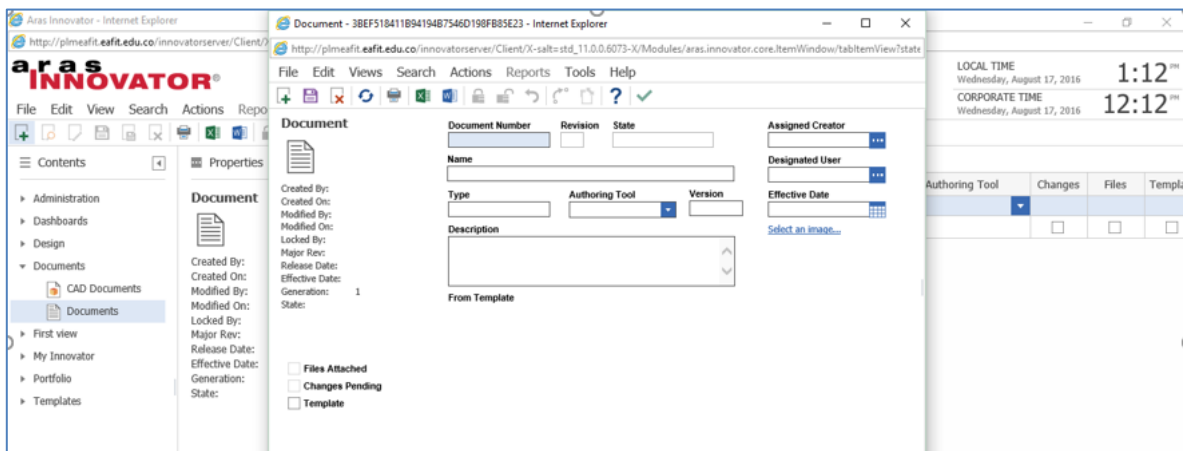 Aras Innovator - Internet Explorer
http://plmeafit.eafit.edu.co/innovatorserver/Client/X
aras
INNOVATOR®
File Edit View Search Actions Repo
Contents
Administration
Dashboards
Design
Documents
CAD Documents
Documents
First view
My Innovator
Portfolio
Templates
Properties
Document
Created By:
Created On:
Modified By:
Modified On:
Locked By:
Major Rev:
Release Date:
Effective Date:
Generation:
State:
Document - 3BEF518411B94194B7546D198FB85E23 - Internet Explorer
http://plmeafit.eafit.edu.co/innovatorserver/Client/X-salt=std_11.0.0.6073-X/Modules/aras.innovator.core.ItemWindow/tabItemView?state
File Edit Views Search Actions Reports Tools Help
Document
Created By:
Created On:
Modified By:
Modified On:
Locked By:
Major Rev:
Release Date:
Effective Date:
Generation: 1
State:
Document Number Revision State Assigned Creator
Name Designated User
Type Authoring Tool Version Effective Date
Description Select an image...
From Template
Files Attached
Changes Pending
Template
LOCAL TIME
Wednesday, August 17, 2016 1:12 PM
CORPORATE TIME
Wednesday, August 17, 2016 12:12 PM
Authoring Tool Changes Files Templa